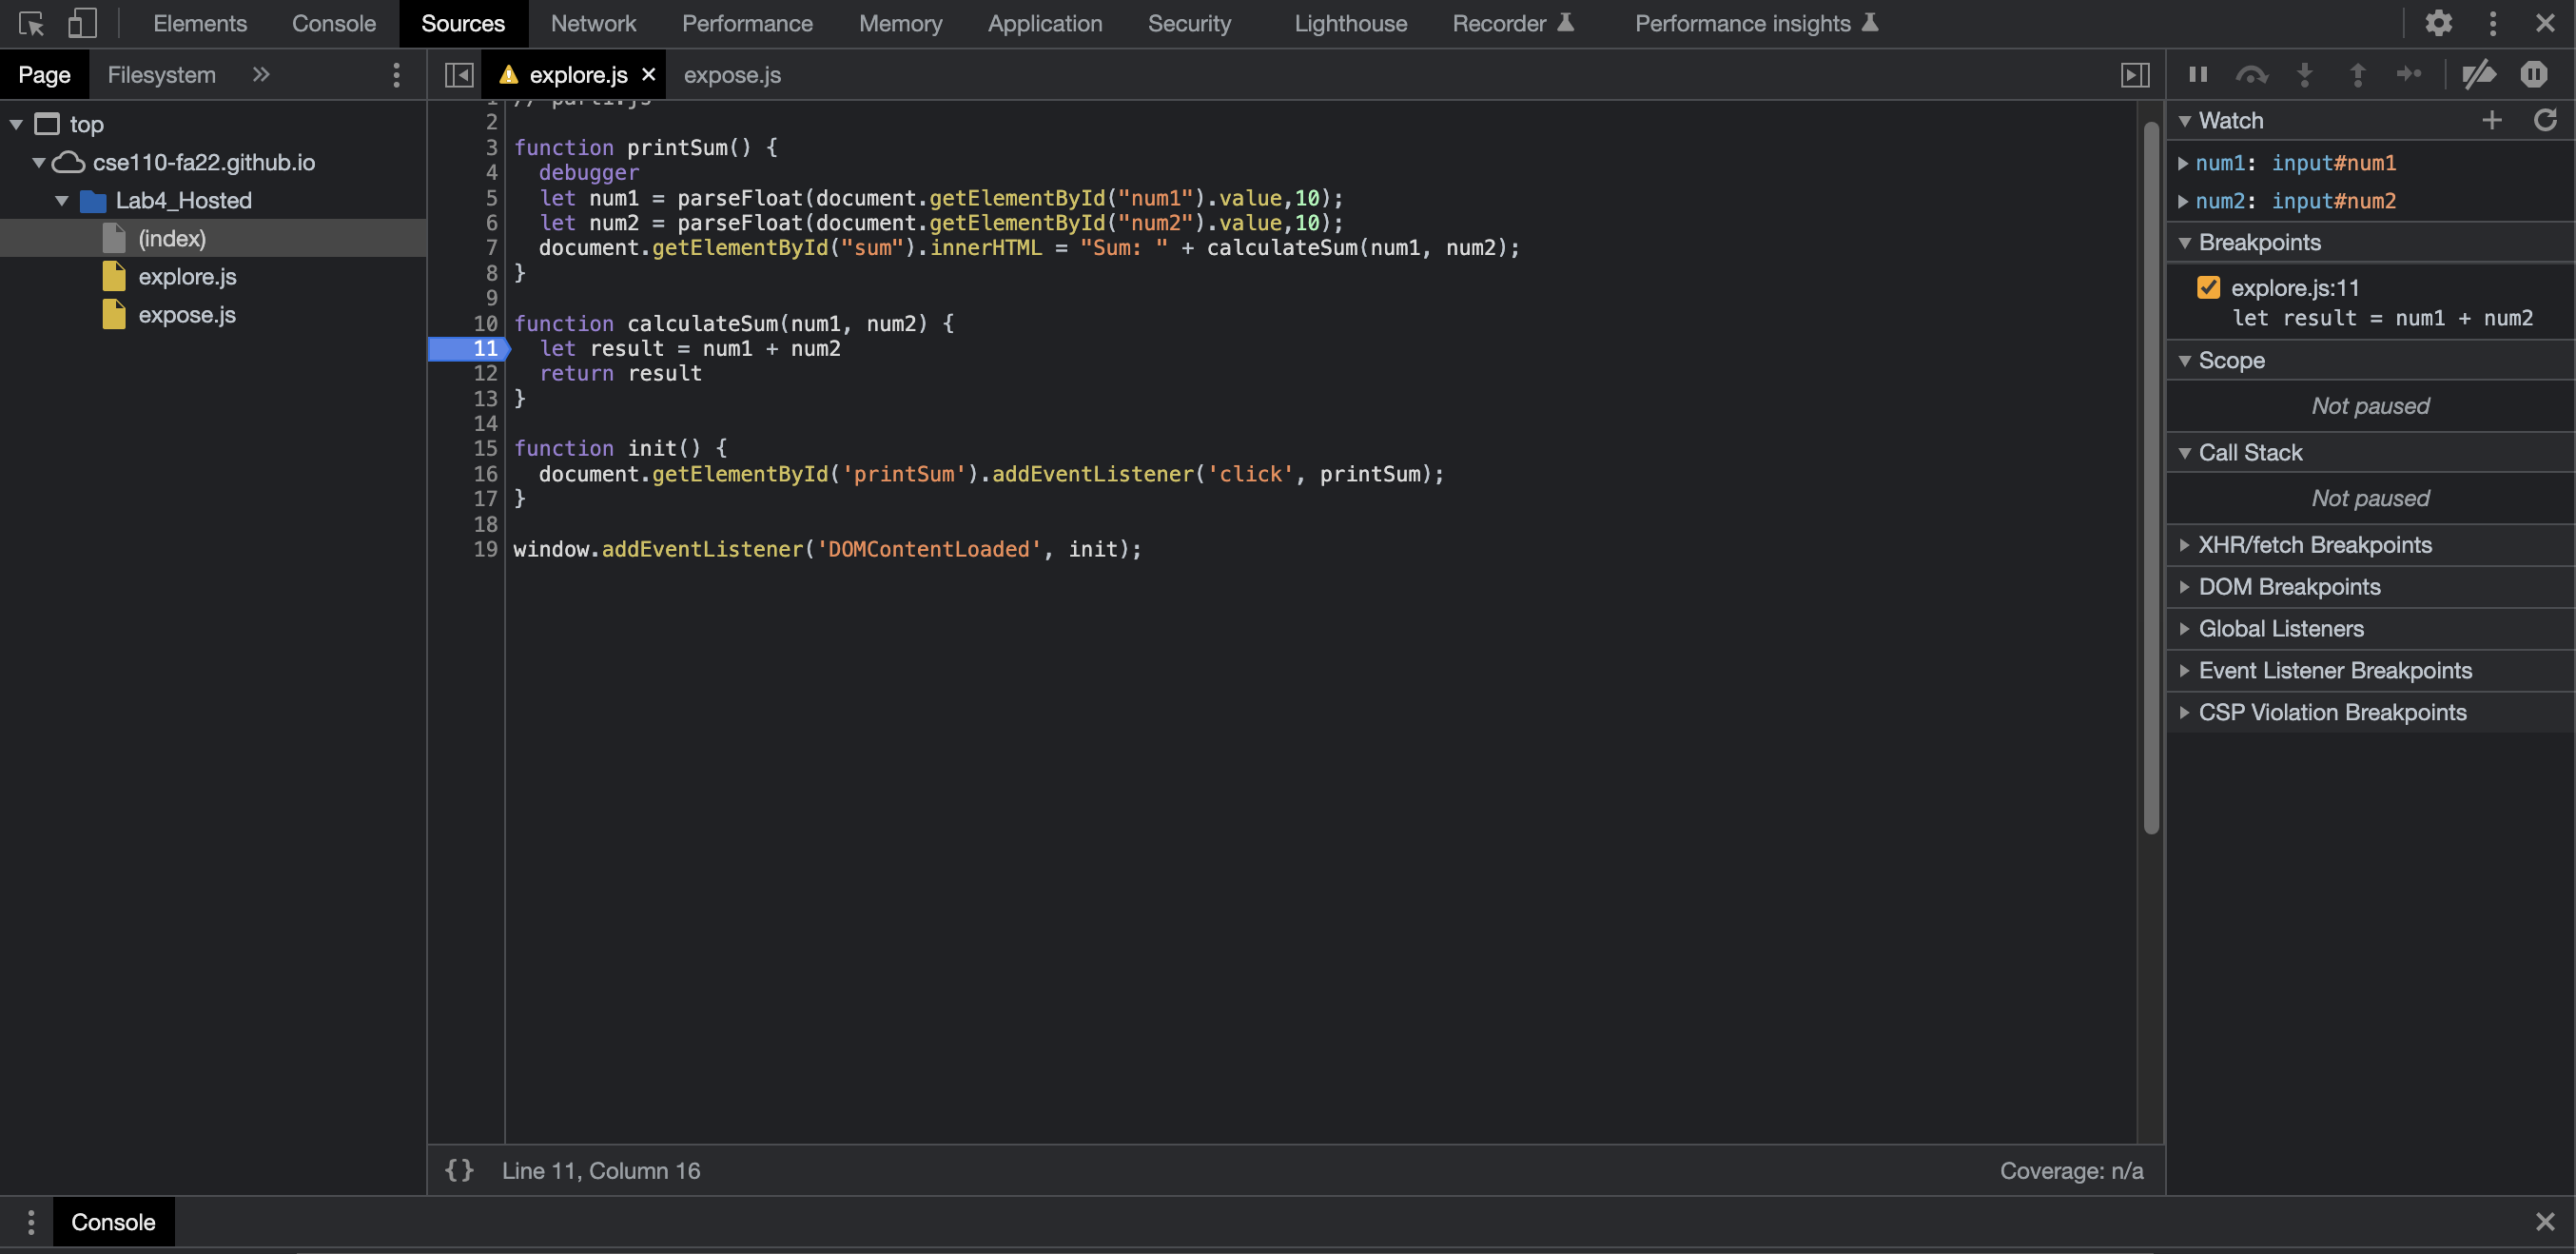 Elements Console Sources Network Performance Memory Application Security Lighthouse Recorder Performance insights
Page Filesystem
top
cse110-fa22.github.io
Lab4_Hosted
(index)
explore.js
expose.js
explore.js expose.js
1 // part1.js
2
3 function printSum() {
4   debugger
5   let num1 = parseFloat(document.getElementById("num1").value,10);
6   let num2 = parseFloat(document.getElementById("num2").value,10);
7   document.getElementById("sum").innerHTML = "Sum: " + calculateSum(num1, num2);
8 }
9
10 function calculateSum(num1, num2) {
11   let result = num1 + num2
12   return result
13 }
14
15 function init() {
16   document.getElementById('printSum').addEventListener('click', printSum);
17 }
18
19 window.addEventListener('DOMContentLoaded', init);
{} Line 11, Column 16
Coverage: n/a
Watch
num1: input#num1
num2: input#num2
Breakpoints
explore.js:11
let result = num1 + num2
Scope
Not paused
Call Stack
Not paused
XHR/fetch Breakpoints
DOM Breakpoints
Global Listeners
Event Listener Breakpoints
CSP Violation Breakpoints
Console